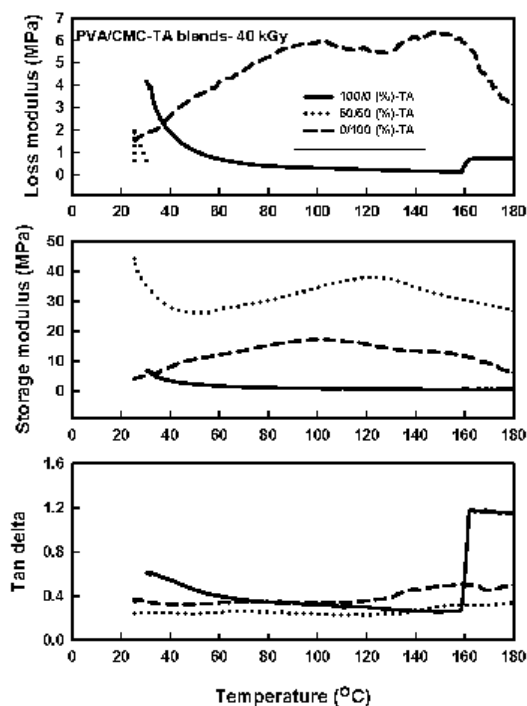 PVA/CMC-TA blends- 40 kGy
Loss modulus (MPa)
7
6
5
4
3
2
1
0
100/0 (%)-TA
50/50 (%)-TA
0/100 (%)-TA
0 20 40 60 80 100 120 140 160 180
Storage modulus (MPa)
50
40
30
20
10
0
0 20 40 60 80 100 120 140 160 180
Tan delta
1.6
1.2
0.8
0.4
0.0
0 20 40 60 80 100 120 140 160 180
Temperature (°C)